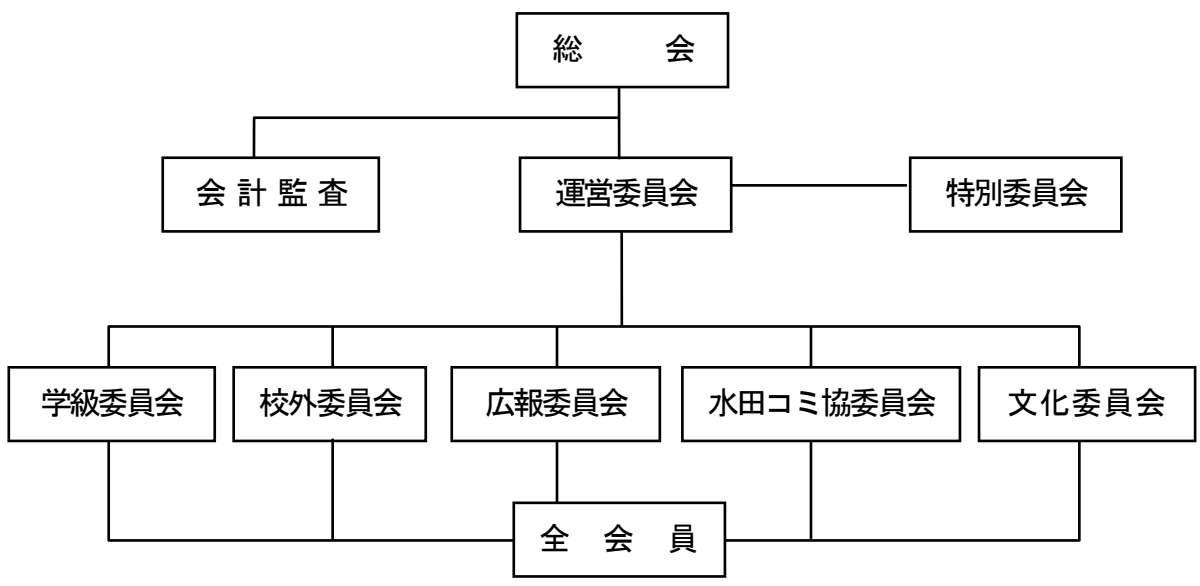 総会
会計監査
運営委員会
特別委員会
学級委員会
校外委員会
広報委員会
水田コミ協委員会
文化委員会
全会員